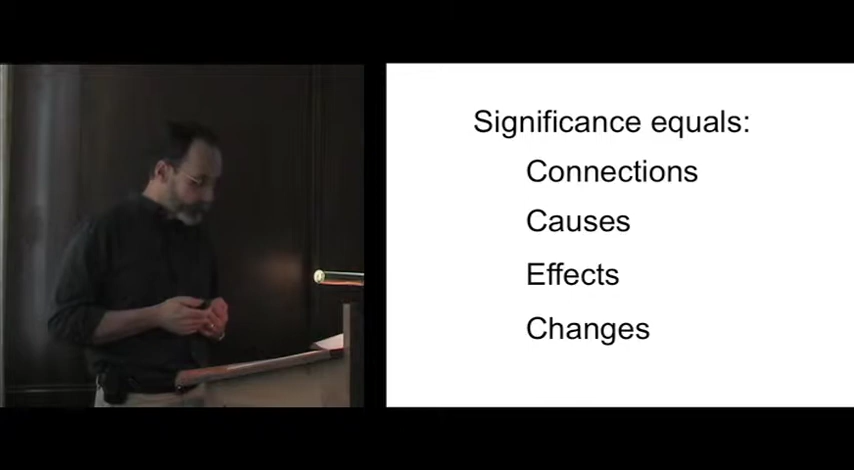 Significance equals:
Connections
Causes
Effects
Changes